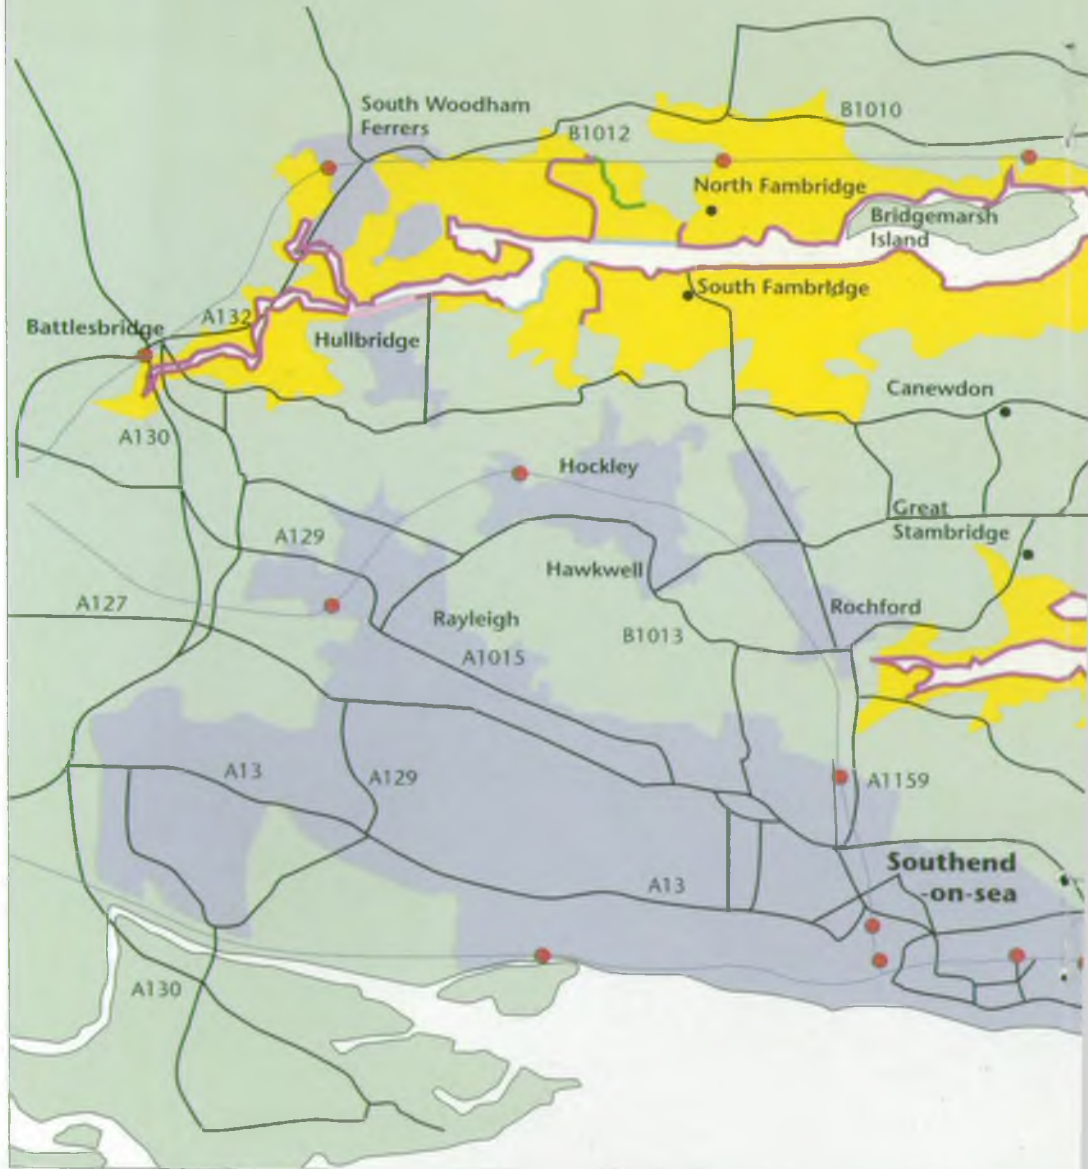 South Woodham
Ferrers
B1012
B1010
North Fambridge
Bridgemarsh
Island
South Fambridge
A132
Battlesbridge
Hullbridge
Canewdon
A130
Hockley
Great
Stambridge
A129
Hawkwell
A127
Rayleigh
Rochford
B1013
A1015
A13
A129
A1159
Southend
-on-sea
A13
A130